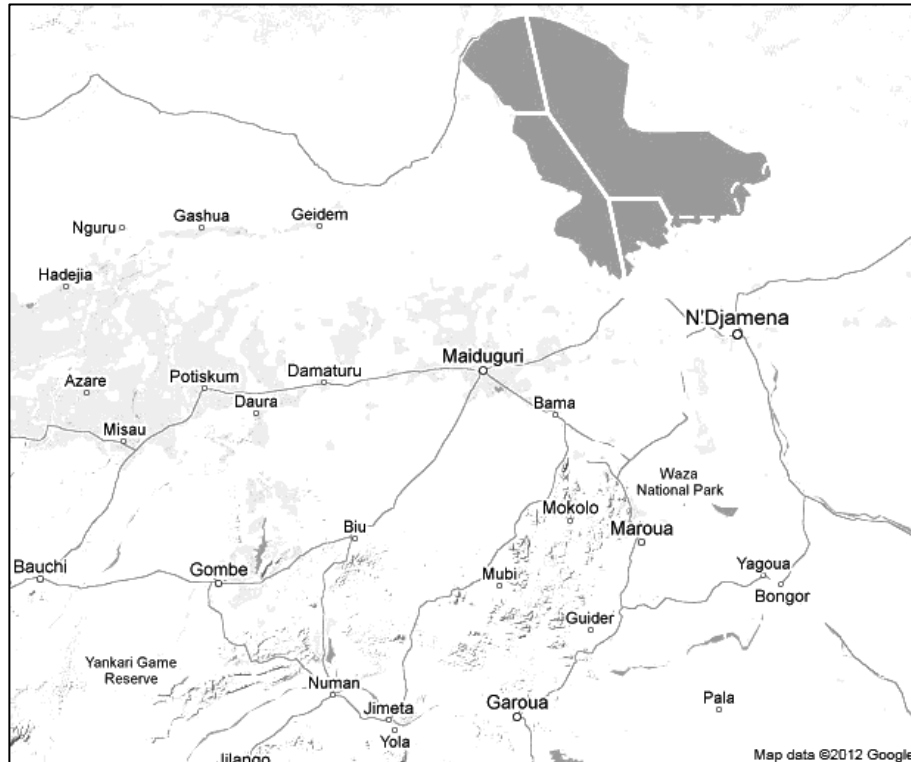 Nguru
Gashua
Geidem
Hadejia
N'Djamena
Maiduguri
Azare
Potiskum
Damaturu
Daura
Bama
Misau
Waza
National Park
Mokolo
Biu
Maroua
Bauchi
Gombe
Mubi
Yagoua
Bongor
Guider
Yankari Game
Reserve
Numan
Jimeta
Garoua
Pala
Yola
Jilango
Map data ©2012 Google